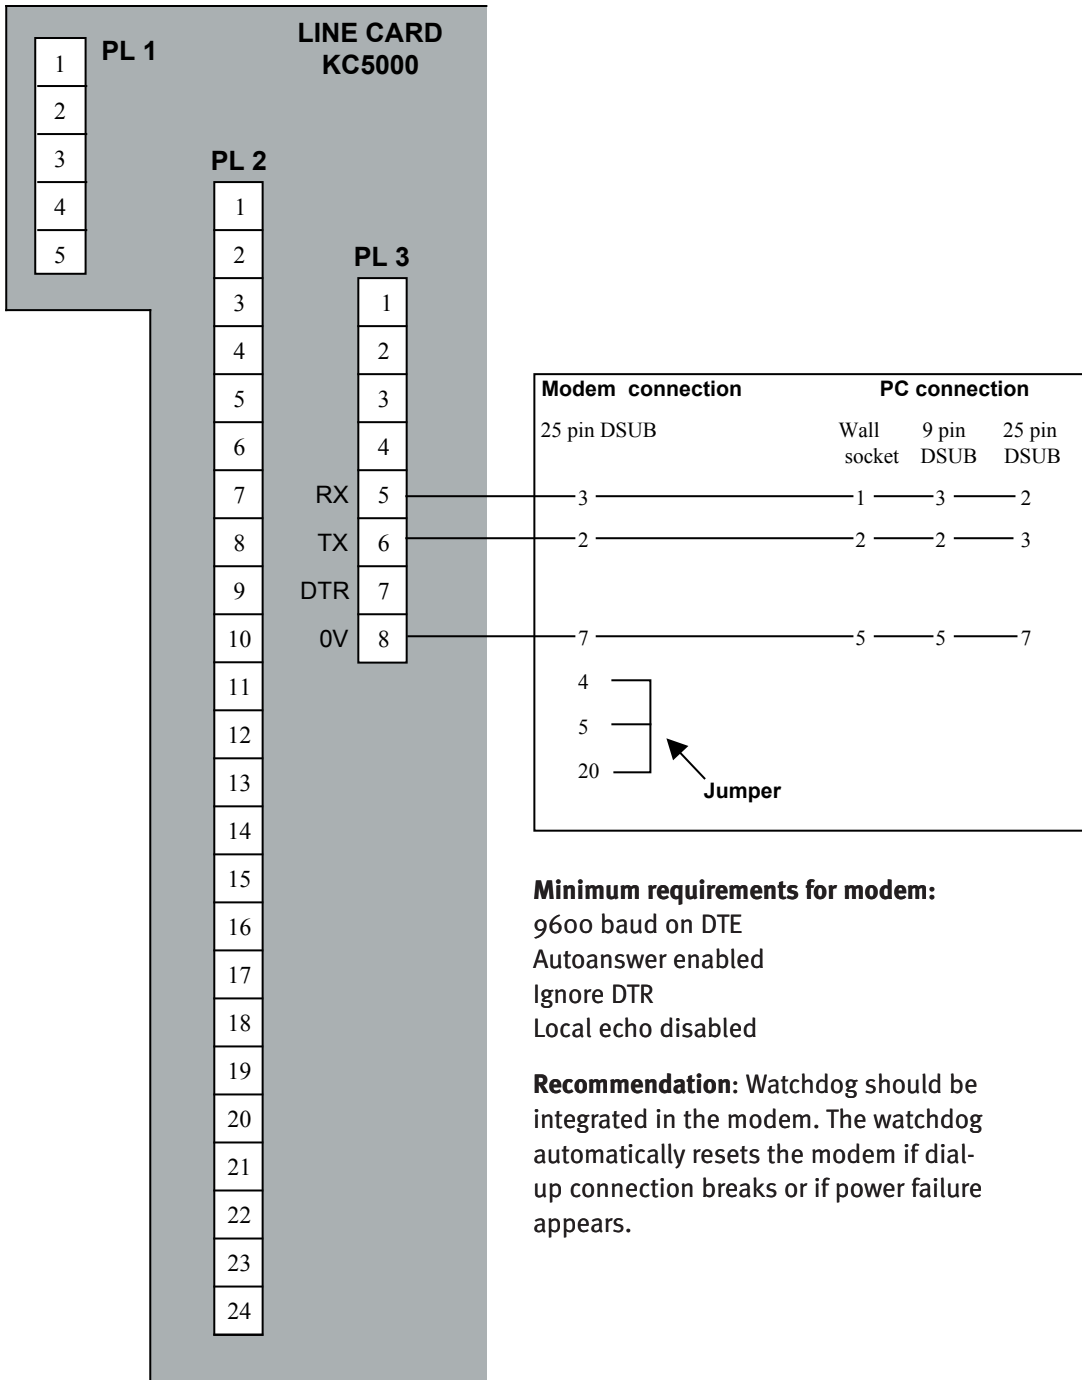 LINE CARD
KC5000
PL 1
1
2
3
4
5
PL 2
1
2
3
4
5
6
7
8
9
10
11
12
13
14
15
16
17
18
19
20
21
22
23
24
PL 3
1
2
3
4
RX 5
TX 6
DTR 7
0V 8
Modem connection PC connection
25 pin DSUB Wall socket 9 pin DSUB 25 pin DSUB
3 1 3 2
2 2 2 3
7 5 5 7
4
5
20
Jumper
Minimum requirements for modem:
9600 baud on DTE
Autoanswer enabled
Ignore DTR
Local echo disabled
Recommendation: Watchdog should be
integrated in the modem. The watchdog
automatically resets the modem if dial-
up connection breaks or if power failure
appears.